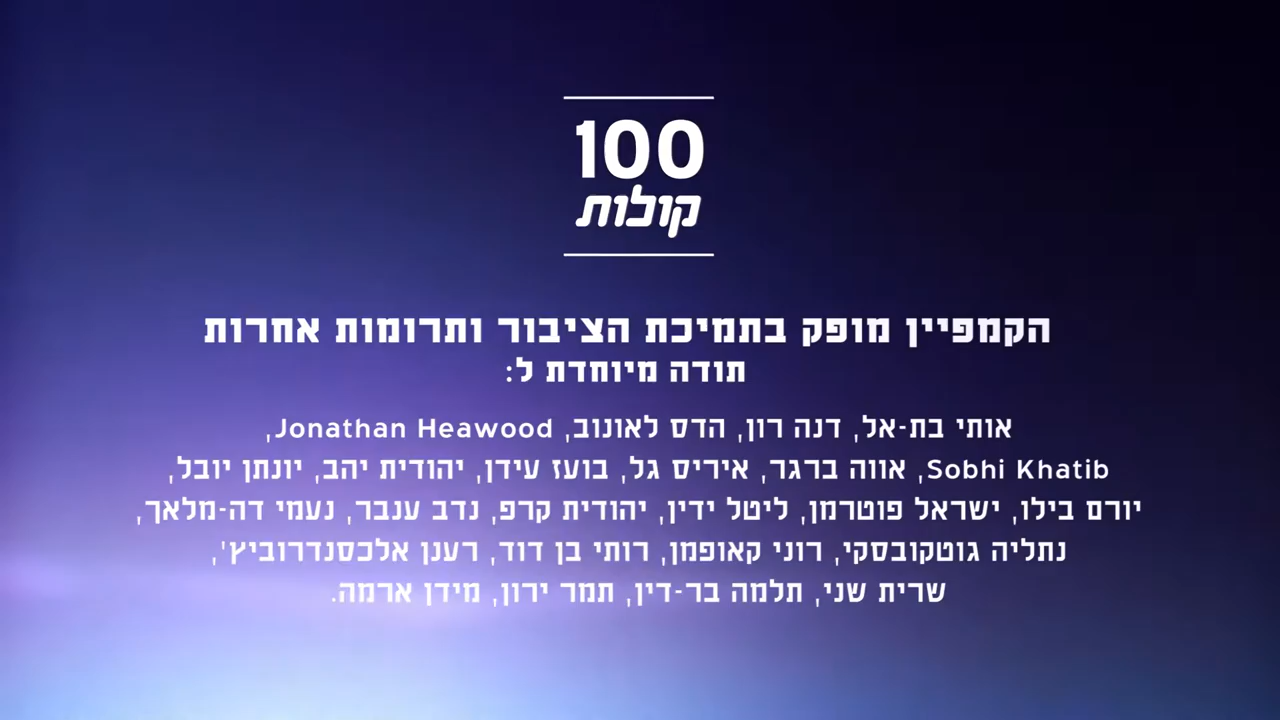 100
קולות
הקמפיין מופק בתמיכת הציבור ותרומות אחרות
תודה מיוחדת ל:
אותי בת-אל, דנה רון, הדס לאונוב, Jonathan Heawood,
Sobhi Khatib, אווה ברגר, איריס גל, בועז עידן, יהודית יהב, יונתן יובל,
יורם בילו, ישראל פוטרמן, ליטל ידין, יהודית קרפ, נדב ענבר, נעמי דה-מלאך,
נתליה גוטקובסקי, רוני קאופמן, רותי בן דוד, רענן אלכסנדרוביץ',
שרית שני, תלמה בר-דין, תמר ירון, מידן ארמה.